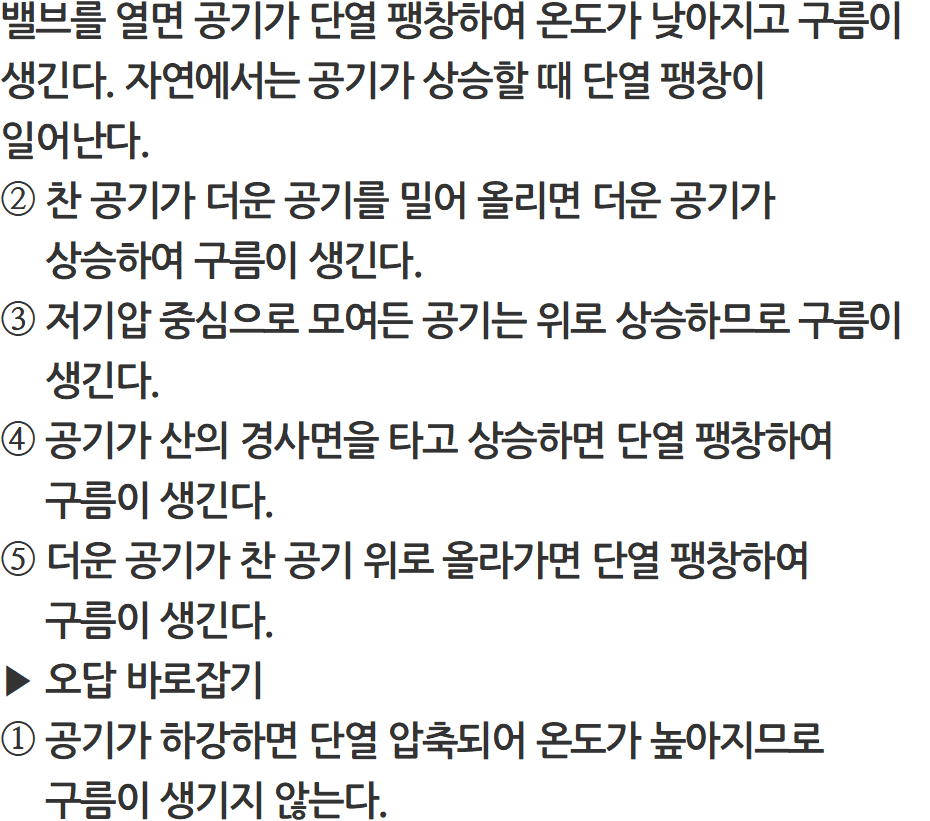 밸브를 열면 공기가 단열 팽창하여 온도가 낮아지고 구름이
생긴다. 자연에서는 공기가 상승할 때 단열 팽창이
일어난다.
② 찬 공기가 더운 공기를 밀어 올리면 더운 공기가
상승하여 구름이 생긴다.
③ 저기압 중심으로 모여든 공기는 위로 상승하므로 구름이
생긴다.
④ 공기가 산의 경사면을 타고 상승하면 단열 팽창하여
구름이 생긴다.
⑤ 더운 공기가 찬 공기 위로 올라가면 단열 팽창하여
구름이 생긴다.
▶ 오답 바로잡기
① 공기가 하강하면 단열 압축되어 온도가 높아지므로
구름이 생기지 않는다.